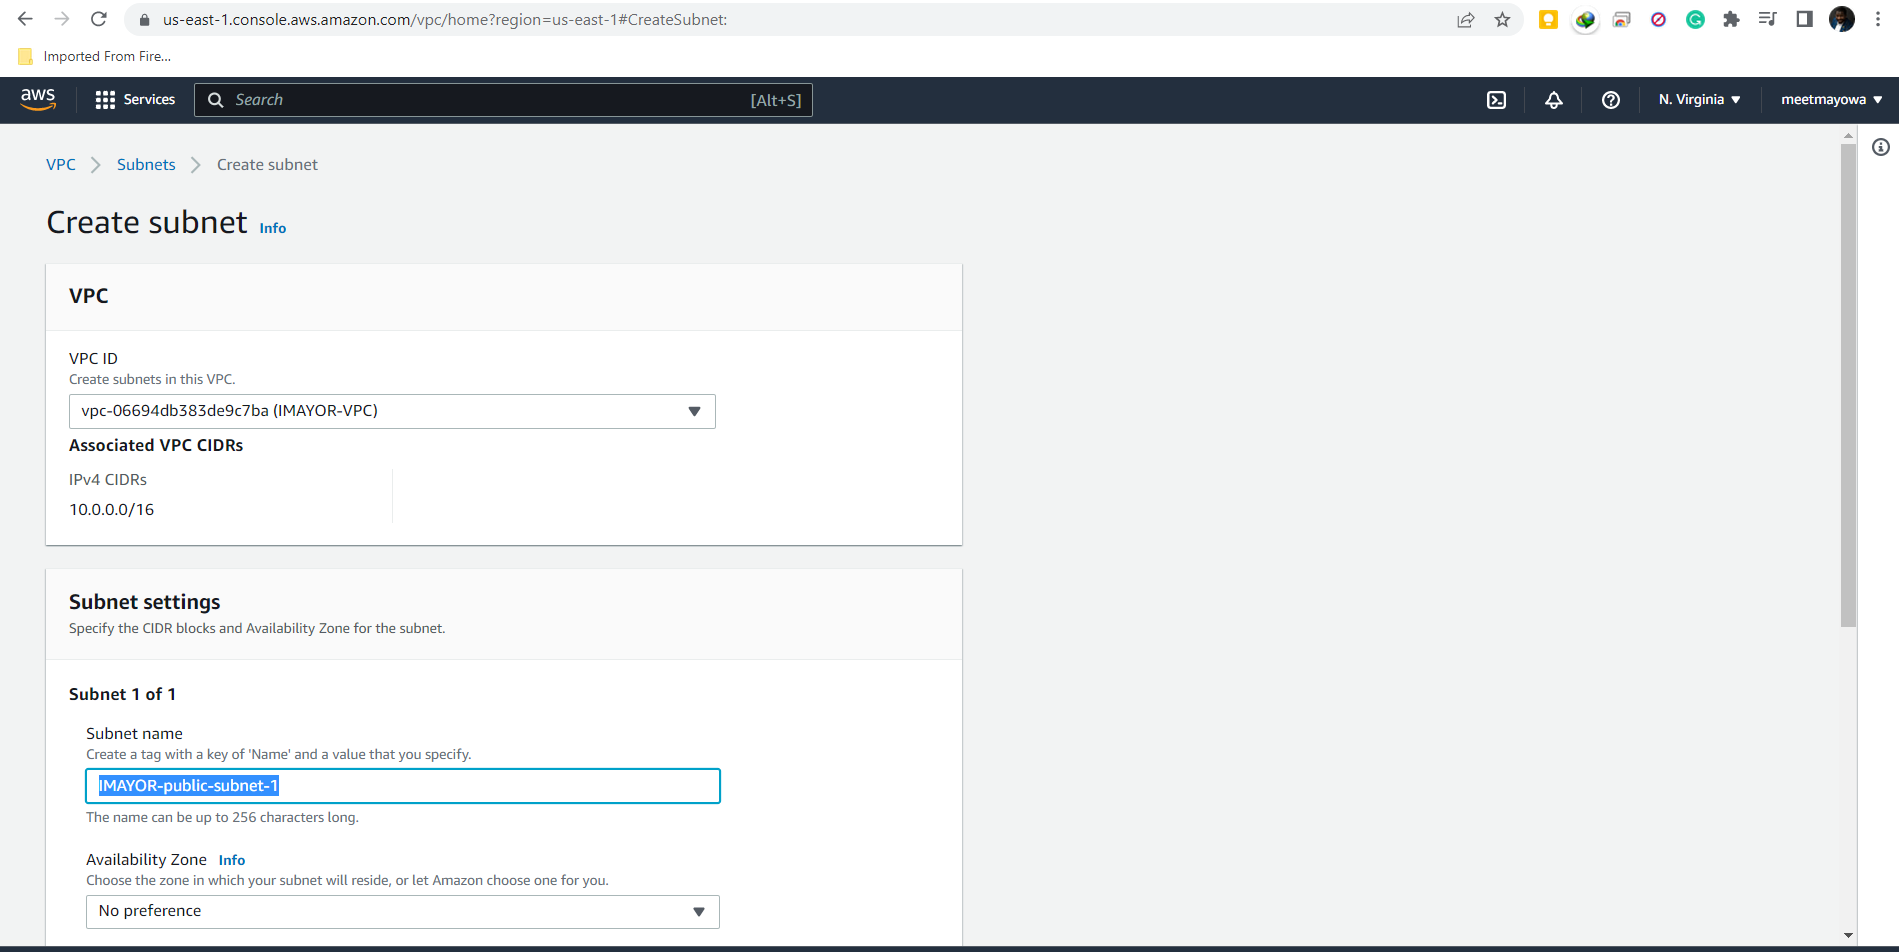 us-east-1.console.aws.amazon.com/vpc/home?region=us-east-1#CreateSubnet:
Imported From Fire...
aws Services Search [Alt+S] N. Virginia meetmayowa
VPC Subnets Create subnet
Create subnet Info
VPC
VPC ID
Create subnets in this VPC.
vpc-06694db383de9c7ba (IMAYOR-VPC)
Associated VPC CIDRs
IPv4 CIDRs
10.0.0.0/16
Subnet settings
Specify the CIDR blocks and Availability Zone for the subnet.
Subnet 1 of 1
Subnet name
Create a tag with a key of 'Name' and a value that you specify.
IMAYOR-public-subnet-1
The name can be up to 256 characters long.
Availability Zone Info
Choose the zone in which your subnet will reside, or let Amazon choose one for you.
No preference